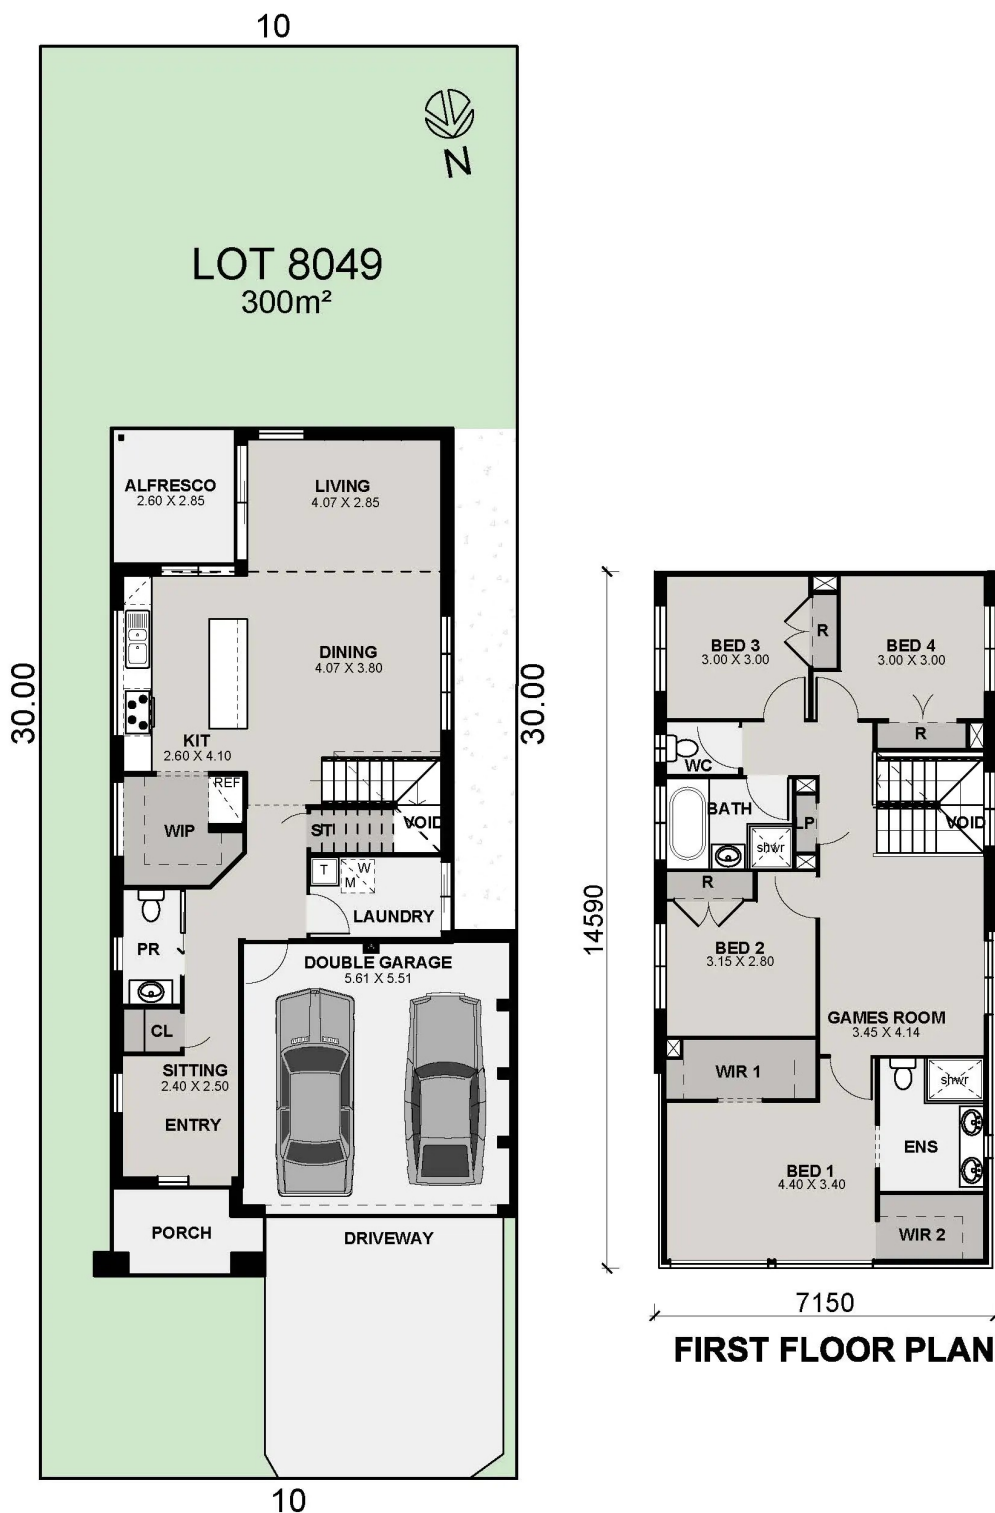 10
N
LOT 8049
300m²
30.00
30.00
ALFRESCO
2.60 X 2.85
LIVING
4.07 X 2.85
DINING
4.07 X 3.80
KIT
2.60 X 4.10
REF
WIP
ST
VOID
T
W
M
LAUNDRY
PR
DOUBLE GARAGE
5.61 X 5.51
CL
SITTING
2.40 X 2.50
ENTRY
PORCH
DRIVEWAY
10
BED 3
3.00 X 3.00
R
BED 4
3.00 X 3.00
R
WC
BATH
shwr
LP
VOID
R
BED 2
3.15 X 2.80
GAMES ROOM
3.45 X 4.14
WIR 1
shwr
ENS
BED 1
4.40 X 3.40
WIR 2
14590
7150
FIRST FLOOR PLAN